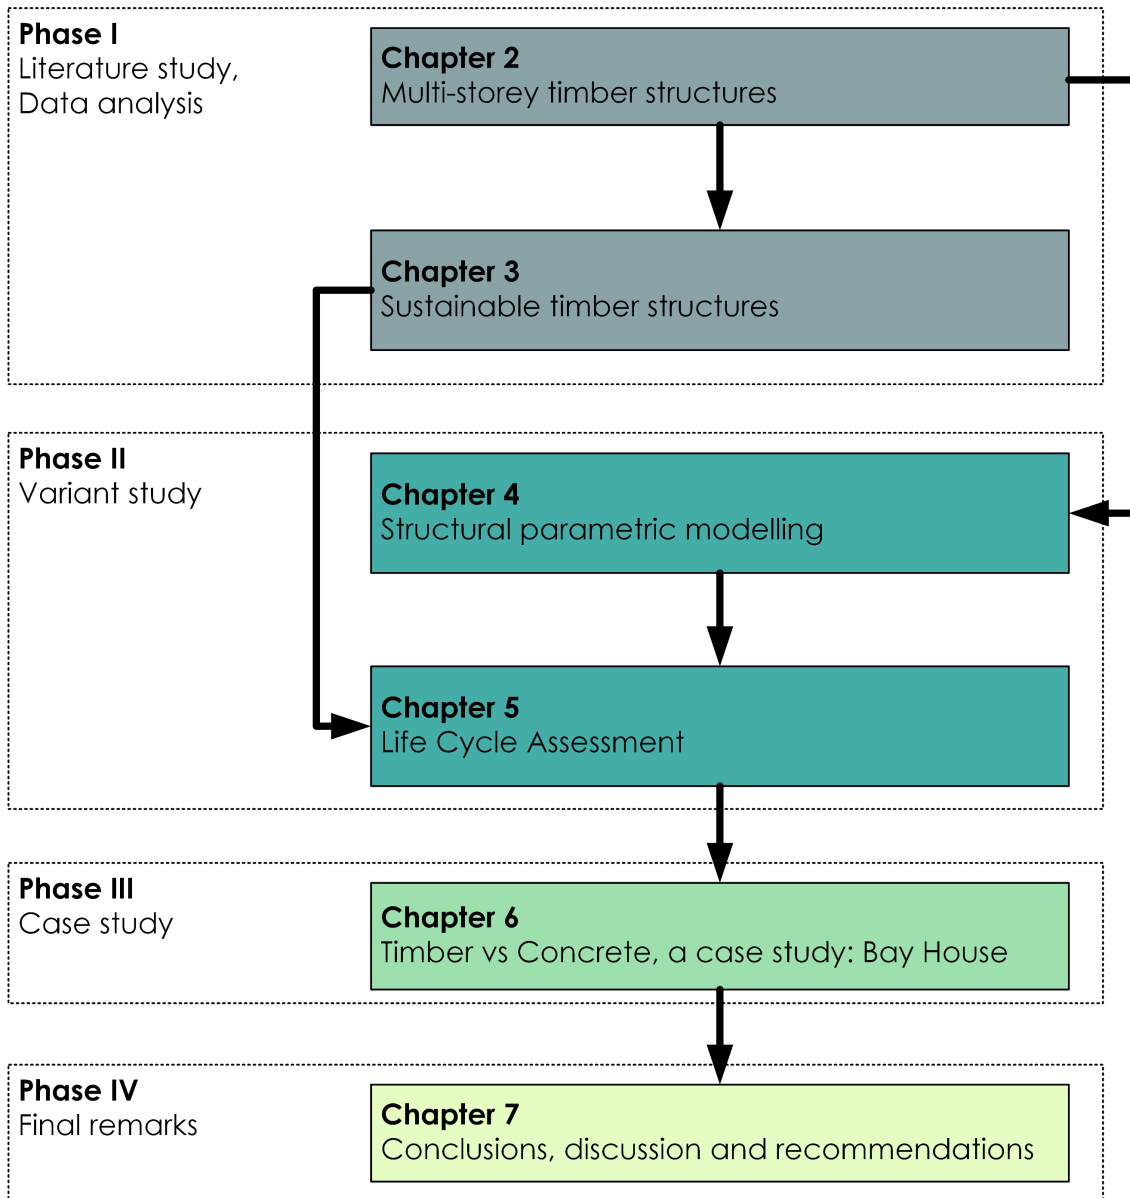 Phase I
Literature study,
Data analysis
Chapter 2
Multi-storey timber structures
Chapter 3
Sustainable timber structures
Phase II
Variant study
Chapter 4
Structural parametric modelling
Chapter 5
Life Cycle Assessment
Phase III
Case study
Chapter 6
Timber vs Concrete, a case study: Bay House
Phase IV
Final remarks
Chapter 7
Conclusions, discussion and recommendations